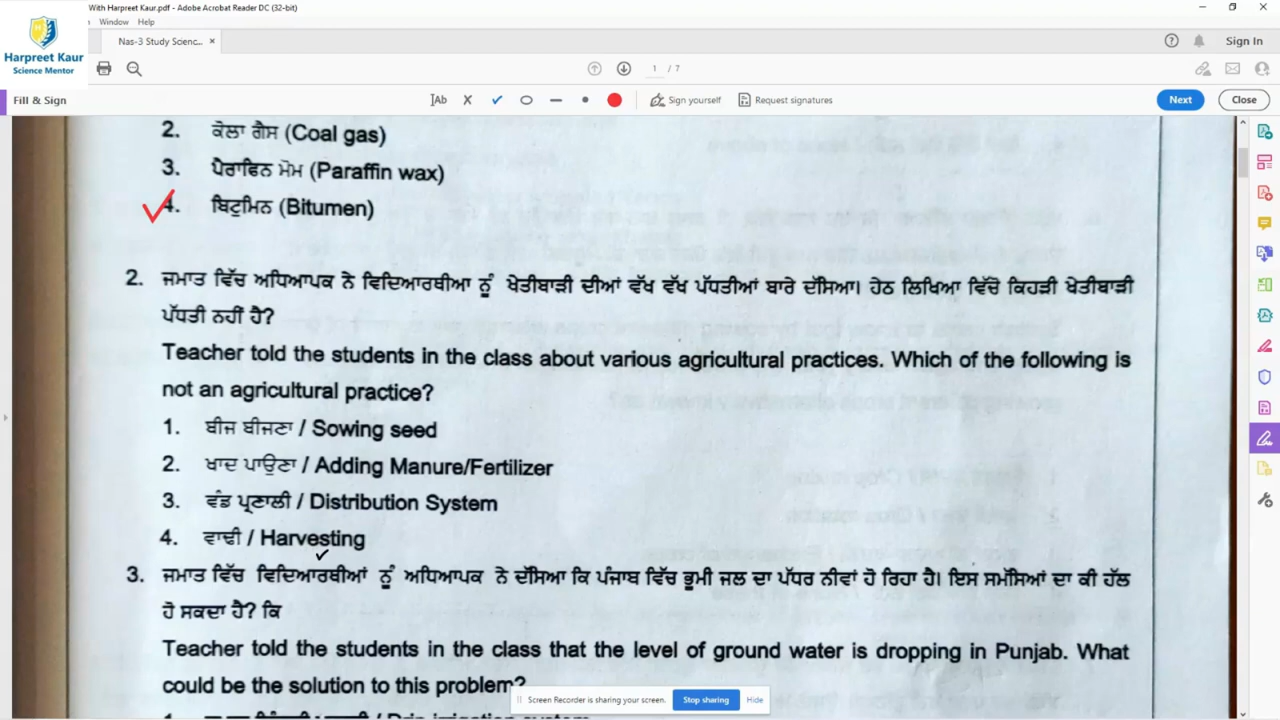 With Harpreet Kaur.pdf - Adobe Acrobat Reader DC (32-bit)
Window Help
Harpreet Kaur
Science Mentor
Nas-3 Study Scienc... ×
Sign In
1 / 7
Fill & Sign
Ab
Sign yourself
Request signatures
Next
Close
2. ਕੋਲਾ ਗੈਸ (Coal gas)
3. ਪੈਰਾਫਿਨ ਮੋਮ (Paraffin wax)
4. ਬਿਟੁਮਿਨ (Bitumen)
2. ਜਮਾਤ ਵਿੱਚ ਅਧਿਆਪਕ ਨੇ ਵਿਦਿਆਰਥੀਆ ਨੂੰ ਖੇਤੀਬਾੜੀ ਦੀਆਂ ਵੱਖ ਵੱਖ ਪੱਧਤੀਆਂ ਬਾਰੇ ਦੱਸਿਆ। ਹੇਠ ਲਿਖਿਆ ਵਿੱਚੋ ਕਿਹੜੀ ਖੇਤੀਬਾੜੀ
ਪੱਧਤੀ ਨਹੀਂ ਹੈ?
Teacher told the students in the class about various agricultural practices. Which of the following is
not an agricultural practice?
1. ਬੀਜ ਬੀਜਣਾ / Sowing seed
2. ਖਾਦ ਪਾਉਣਾ / Adding Manure/Fertilizer
3. ਵੰਡ ਪ੍ਰਣਾਲੀ / Distribution System
4. ਵਾਢੀ / Harvesting
3. ਜਮਾਤ ਵਿੱਚ ਵਿਦਿਆਰਥੀਆਂ ਨੂੰ ਅਧਿਆਪਕ ਨੇ ਦੱਸਿਆ ਕਿ ਪੰਜਾਬ ਵਿੱਚ ਭੂਮੀ ਜਲ ਦਾ ਪੱਧਰ ਨੀਵਾਂ ਹੋ ਰਿਹਾ ਹੈ। ਇਸ ਸਮੱਸਿਆਂ ਦਾ ਕੀ ਹੱਲ
ਹੋ ਸਕਦਾ ਹੈ? ਕਿ
Teacher told the students in the class that the level of ground water is dropping in Punjab. What
could be the solution to this problem?
Screen Recorder is sharing your screen. Stop sharing Hide